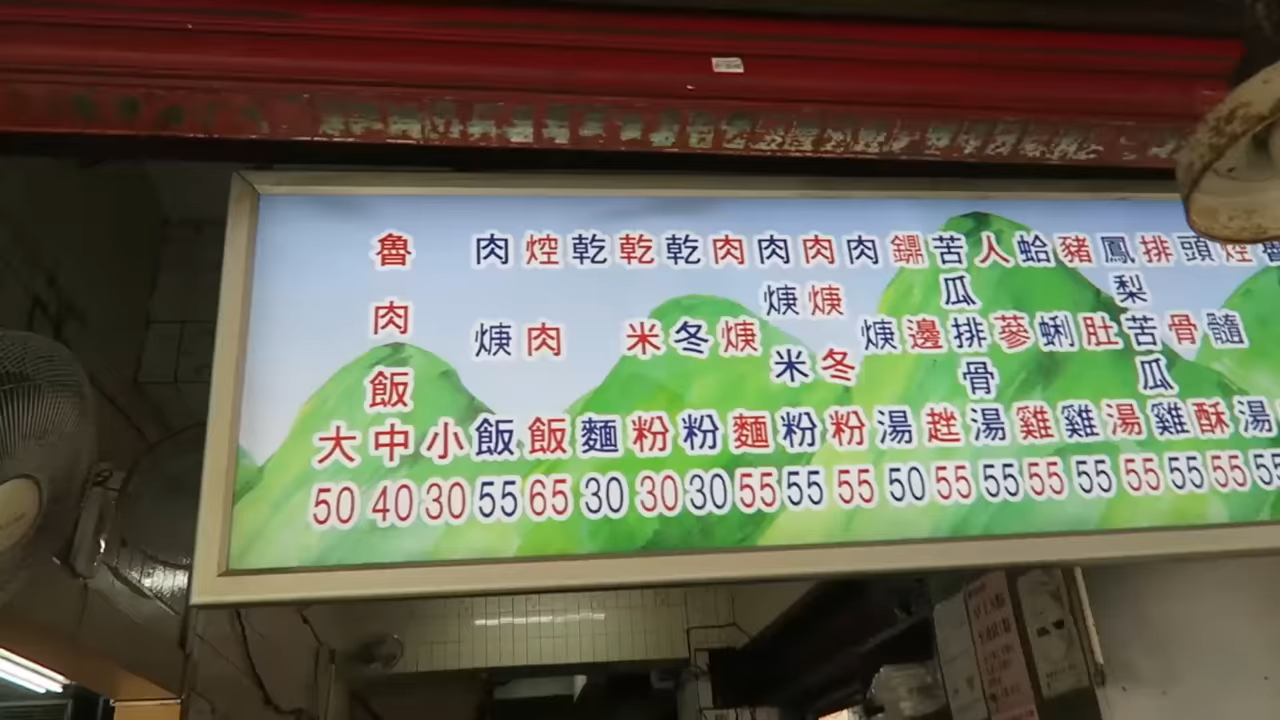 魯肉飯
大 50
中 40
小 30
肉焿飯 55
焢肉飯 65
乾麵 30
乾米粉 30
乾冬粉 30
肉焿麵 55
肉焿米粉 55
肉焿冬粉 55
肉焿湯 50
鼎邊趖 55
苦瓜排骨湯 55
人蔘雞 55
蛤蜊雞 55
豬肚湯 55
鳳梨苦瓜雞 55
排骨酥 55
頭髓湯 55
焢